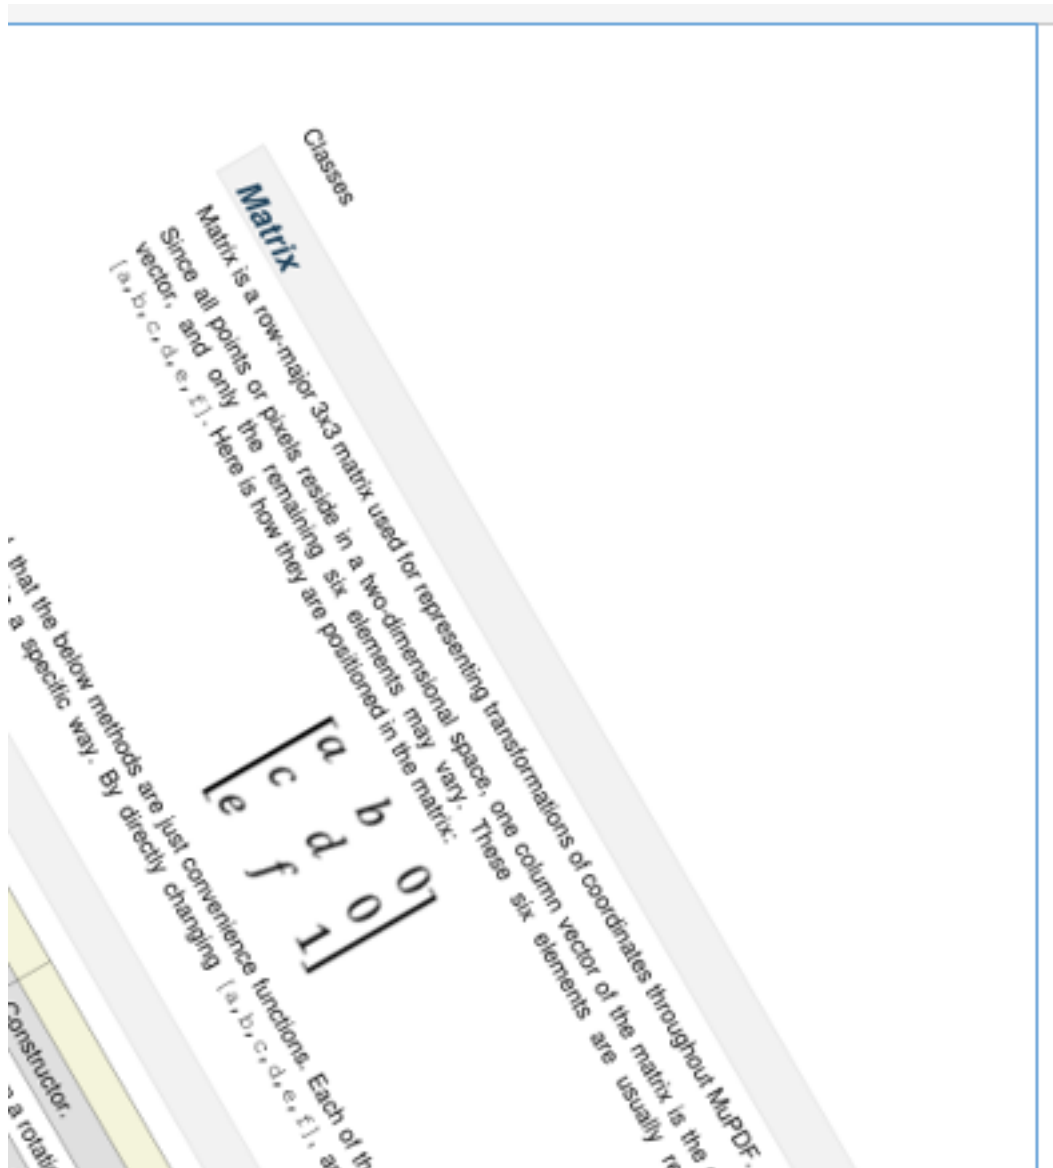 Classes
Matrix
Matrix is a row-major 3x3 matrix used for representing transformations of coordinates throughout MuPDF.
Since all points or pixels reside in a two-dimensional space, one column vector of the matrix is the
vector, and only the remaining six elements may vary. These six elements are usually
[a,b,c,d,e,f]. Here is how they are positioned in the matrix:
a b 0
c d 0
e f 1
that the below methods are just convenience functions. Each of
a specific way. By directly changing [a,b,c,d,e,f],
Constructor.
a